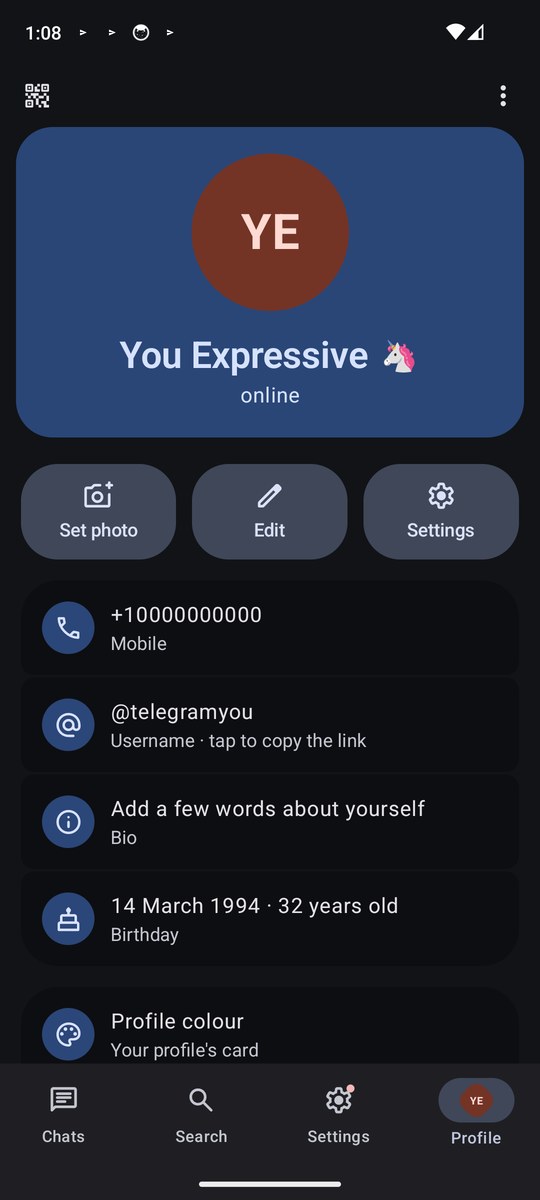 1:08
YE
You Expressive 🦄
online
Set photo
Edit
Settings
+10000000000
Mobile
@telegramyou
Username · tap to copy the link
Add a few words about yourself
Bio
14 March 1994 · 32 years old
Birthday
Profile colour
Your profile's card
Chats
Search
Settings
YE
Profile